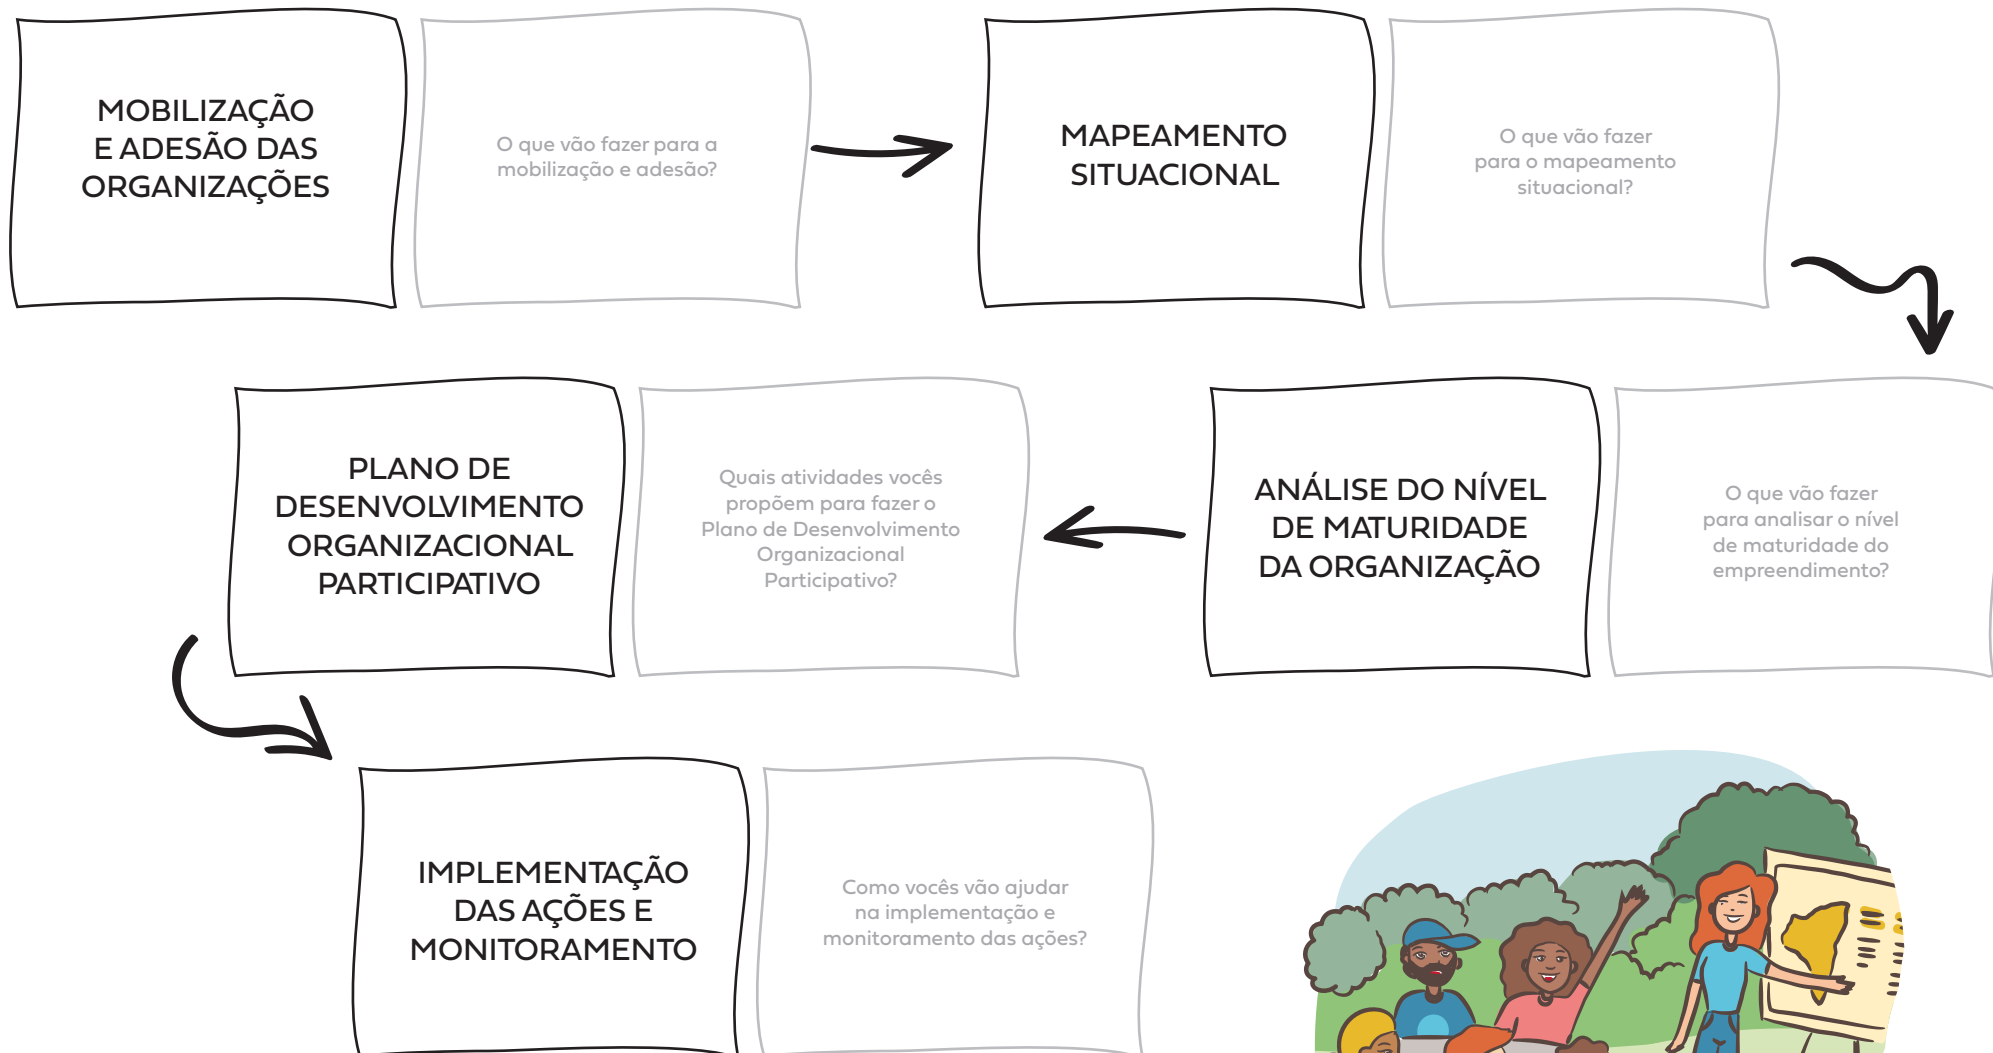 MOBILIZAÇÃO
E ADESÃO DAS
ORGANIZAÇÕES
O que vão fazer para a
mobilização e adesão?
MAPEAMENTO
SITUACIONAL
O que vão fazer
para o mapeamento
situacional?
ANÁLISE DO NÍVEL
DE MATURIDADE
DA ORGANIZAÇÃO
O que vão fazer
para analisar o nível
de maturidade do
empreendimento?
PLANO DE
DESENVOLVIMENTO
ORGANIZACIONAL
PARTICIPATIVO
Quais atividades vocês
propõem para fazer o
Plano de Desenvolvimento
Organizacional
Participativo?
IMPLEMENTAÇÃO
DAS AÇÕES E
MONITORAMENTO
Como vocês vão ajudar
na implementação e
monitoramento das ações?